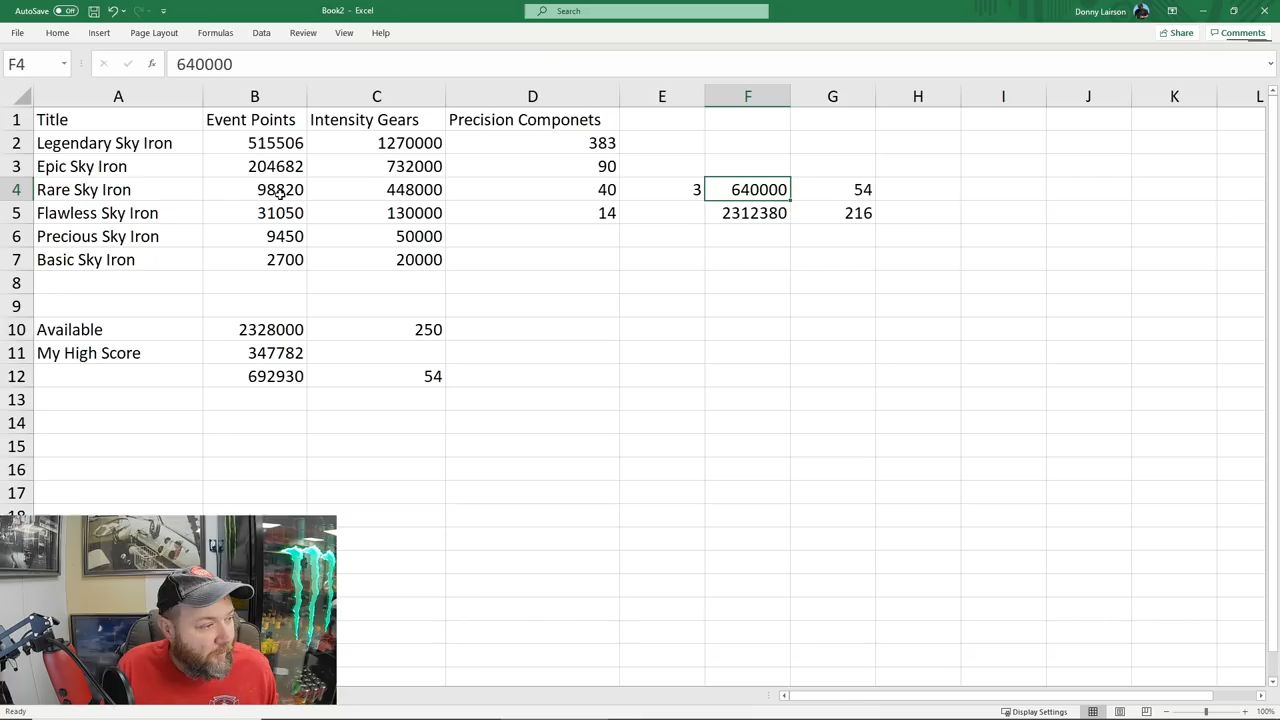 AutoSave Off Book2 - Excel Search Donny Lairson
File Home Insert Page Layout Formulas Data Review View Help Share Comments
F4 fx 640000
A B C D E F G H I J K L
1 Title Event Points Intensity Gears Precision Componets
2 Legendary Sky Iron 515506 1270000 383
3 Epic Sky Iron 204682 732000 90
4 Rare Sky Iron 98820 448000 40 3 640000 54
5 Flawless Sky Iron 31050 130000 14 2312380 216
6 Precious Sky Iron 9450 50000
7 Basic Sky Iron 2700 20000
8
9
10 Available 2328000 250
11 My High Score 347782
12 692930 54
13
14
15
16
17
Ready Display Settings 100%